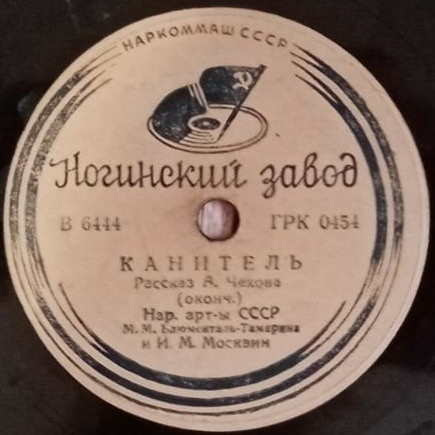 НАРКОММАШ СССР
Ногинский завод
В 6444 ГРК 0454
КАНИТЕЛЬ
Рассказ А. Чехова
(оконч.)
Нар. арт-ы СССР
М. М. Блюменталь-Тамарина
и И. М. Москвин